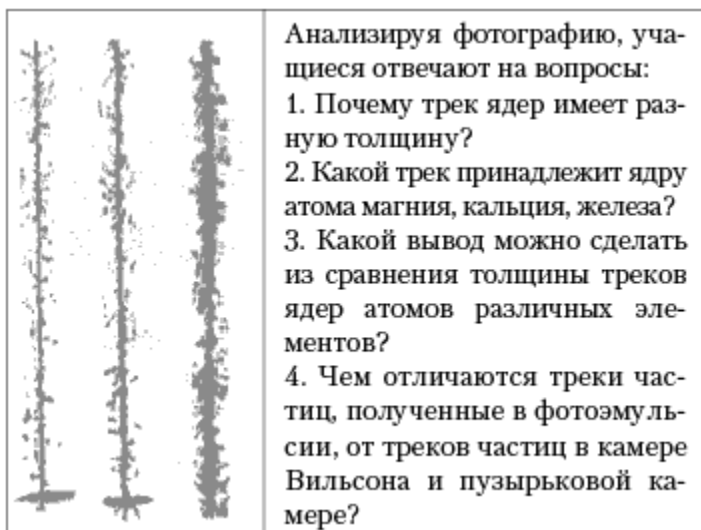 Анализируя фотографию, уча-
щиеся отвечают на вопросы:
1. Почему трек ядер имеет раз-
ную толщину?
2. Какой трек принадлежит ядру
атома магния, кальция, железа?
3. Какой вывод можно сделать
из сравнения толщины треков
ядер атомов различных эле-
ментов?
4. Чем отличаются треки час-
тиц, полученные в фотоэмуль-
сии, от треков частиц в камере
Вильсона и пузырьковой ка-
мере?